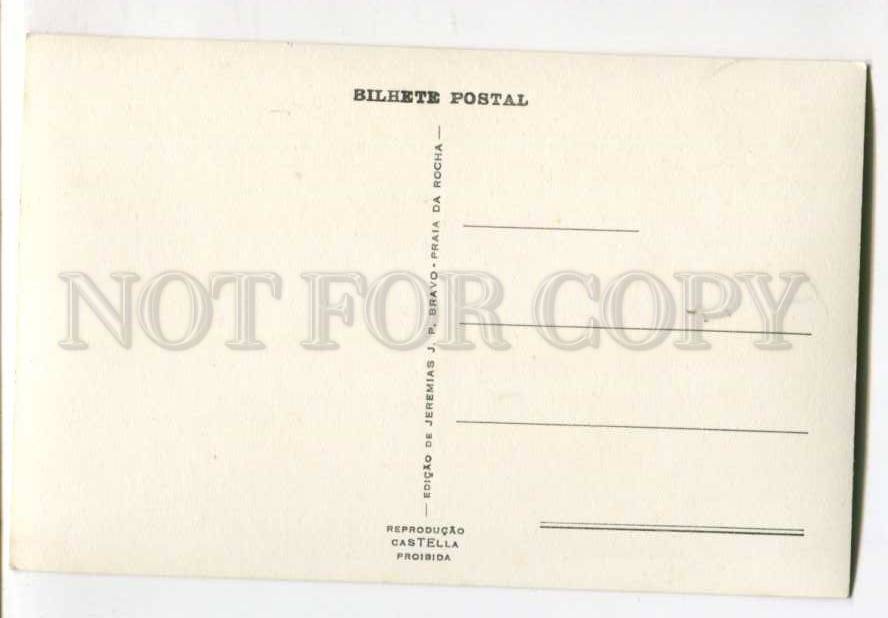 BILHETE POSTAL
— EDIÇÃO DE JEREMIAS J. P. BRAVO - PRAIA DA ROCHA —
NOT FOR COPY
REPRODUÇÃO
CASTELLA
PROIBIDA